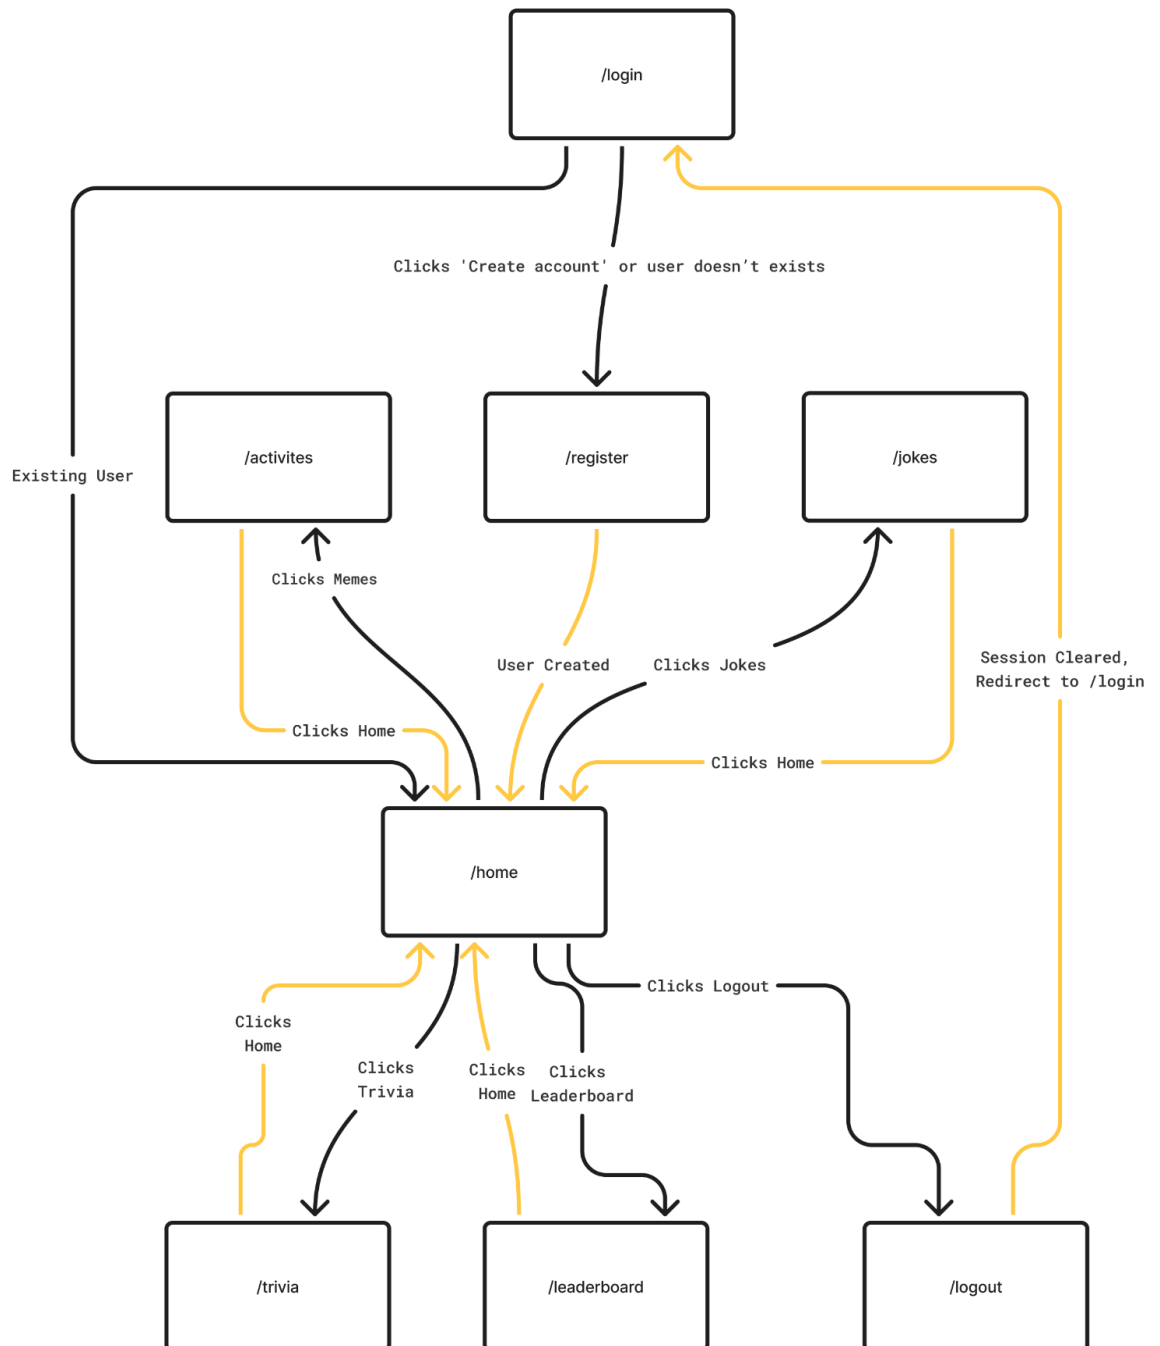 /login
Clicks 'Create account' or user doesn’t exists
/activites
/register
/jokes
Existing User
Clicks Memes
User Created
Clicks Jokes
Session Cleared,
Redirect to /login
Clicks Home
Clicks Home
/home
Clicks Logout
Clicks
Home
Clicks
Trivia
Clicks
Home
Clicks
Leaderboard
/trivia
/leaderboard
/logout